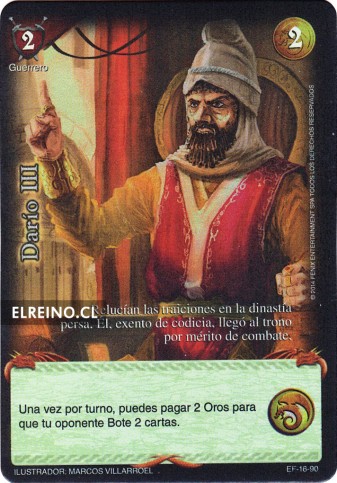 2
2
Guerrero
Darío III
© 2014 FENIX ENTERTAINMENT SPA TODOS LOS DERECHOS RESERVADOS
ELREINO.CL
Relucían las traiciones en la dinastía
persa. Él, exento de codicia, llegó al trono
por mérito de combate.
Una vez por turno, puedes pagar 2 Oros para
que tu oponente Bote 2 cartas.
ILUSTRADOR: MARCOS VILLARROEL
EF-16-90